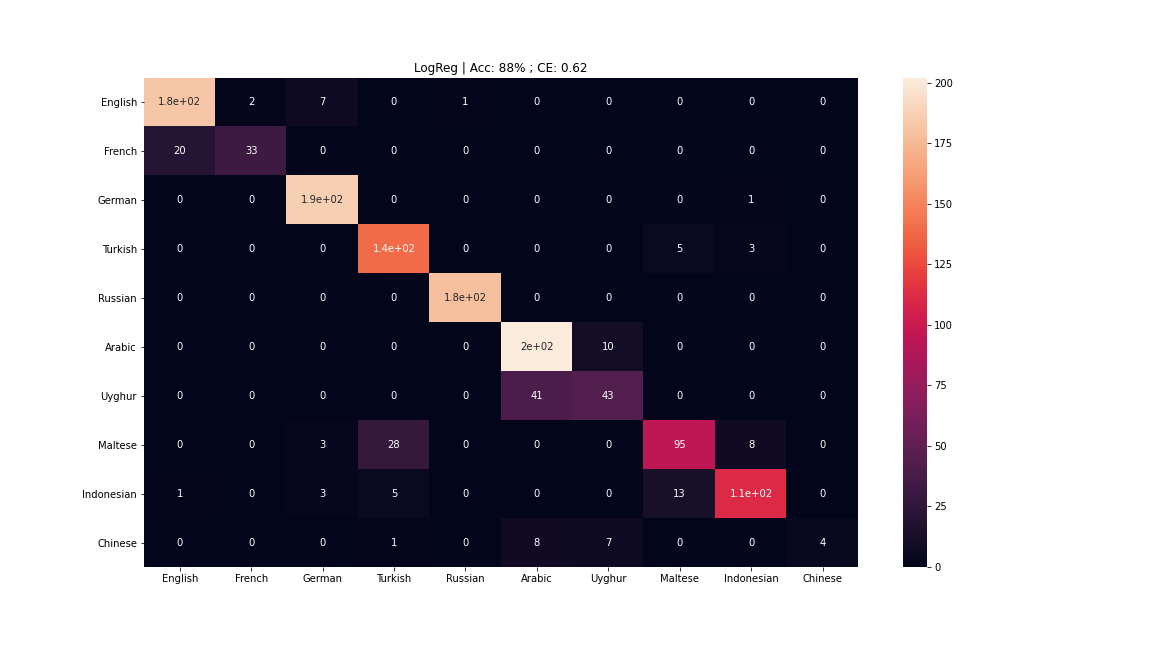 LogReg | Acc: 88% ; CE: 0.62
English 1.8e+02 2 7 0 1 0 0 0 0 0
French 20 33 0 0 0 0 0 0 0 0
German 0 0 1.9e+02 0 0 0 0 0 1 0
Turkish 0 0 0 1.4e+02 0 0 0 5 3 0
Russian 0 0 0 0 1.8e+02 0 0 0 0 0
Arabic 0 0 0 0 0 2e+02 10 0 0 0
Uyghur 0 0 0 0 0 41 43 0 0 0
Maltese 0 0 3 28 0 0 0 95 8 0
Indonesian 1 0 3 5 0 0 0 13 1.1e+02 0
Chinese 0 0 0 1 0 8 7 0 0 4
English French German Turkish Russian Arabic Uyghur Maltese Indonesian Chinese
200
175
150
125
100
75
50
25
0